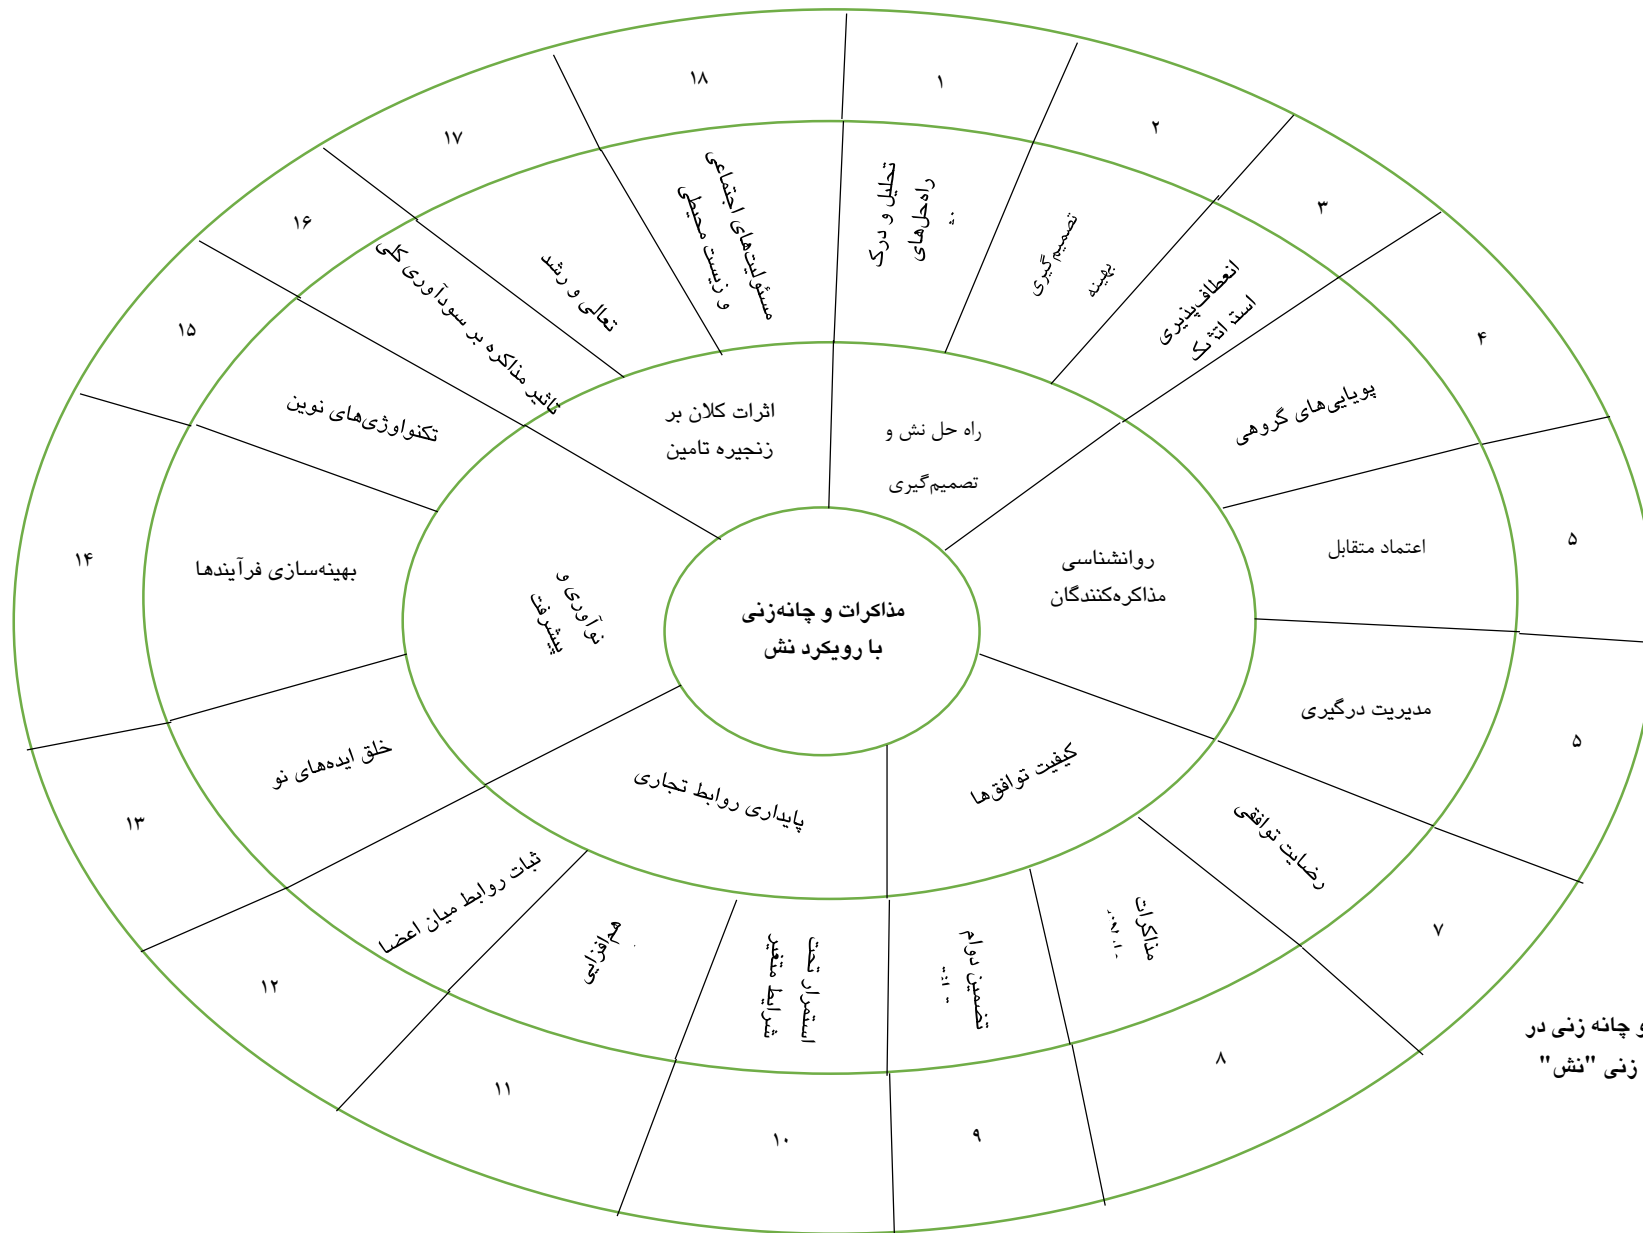 مذاکرات و چانه‌زنی
با رویکرد نش
راه حل نش و
تصمیم‌گیری
روانشناسی
مذاکره‌کنندگان
کیفیت توافق‌ها
پایداری روابط تجاری
نوآوری و
پیشرفت
اثرات کلان بر
زنجیره تامین
تحلیل و درک
راه‌حل‌های
تصمیم‌گیری
بهینه
انعطاف‌پذیری
استراتژیک
پویایی‌های گروهی
اعتماد متقابل
مدیریت درگیری
رضایت توافقی
مذاکرات
تضمین دوام
استمرار تحت
شرایط متغیر
هم‌افزایی
ثبات روابط میان اعضا
خلق ایده‌های نو
بهینه‌سازی فرآیندها
تکنواوژی‌های نوین
تاثیر مذاکره بر سودآوری کلی
تعالی و رشد
مسئولیت‌های اجتماعی
و زیست محیطی
۱
۲
۳
۴
۵
۵
۷
۸
۹
۱۰
۱۱
۱۲
۱۳
۱۴
۱۵
۱۶
۱۷
۱۸
و چانه زنی در
زنی "نش"